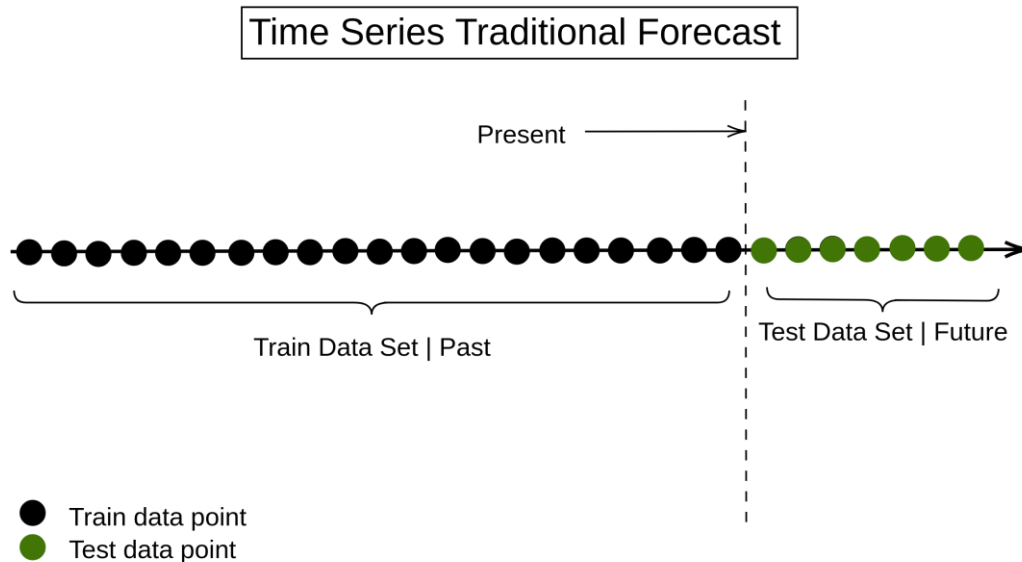 Time Series Traditional Forecast
Present
Train Data Set | Past
Test Data Set | Future
Train data point
Test data point